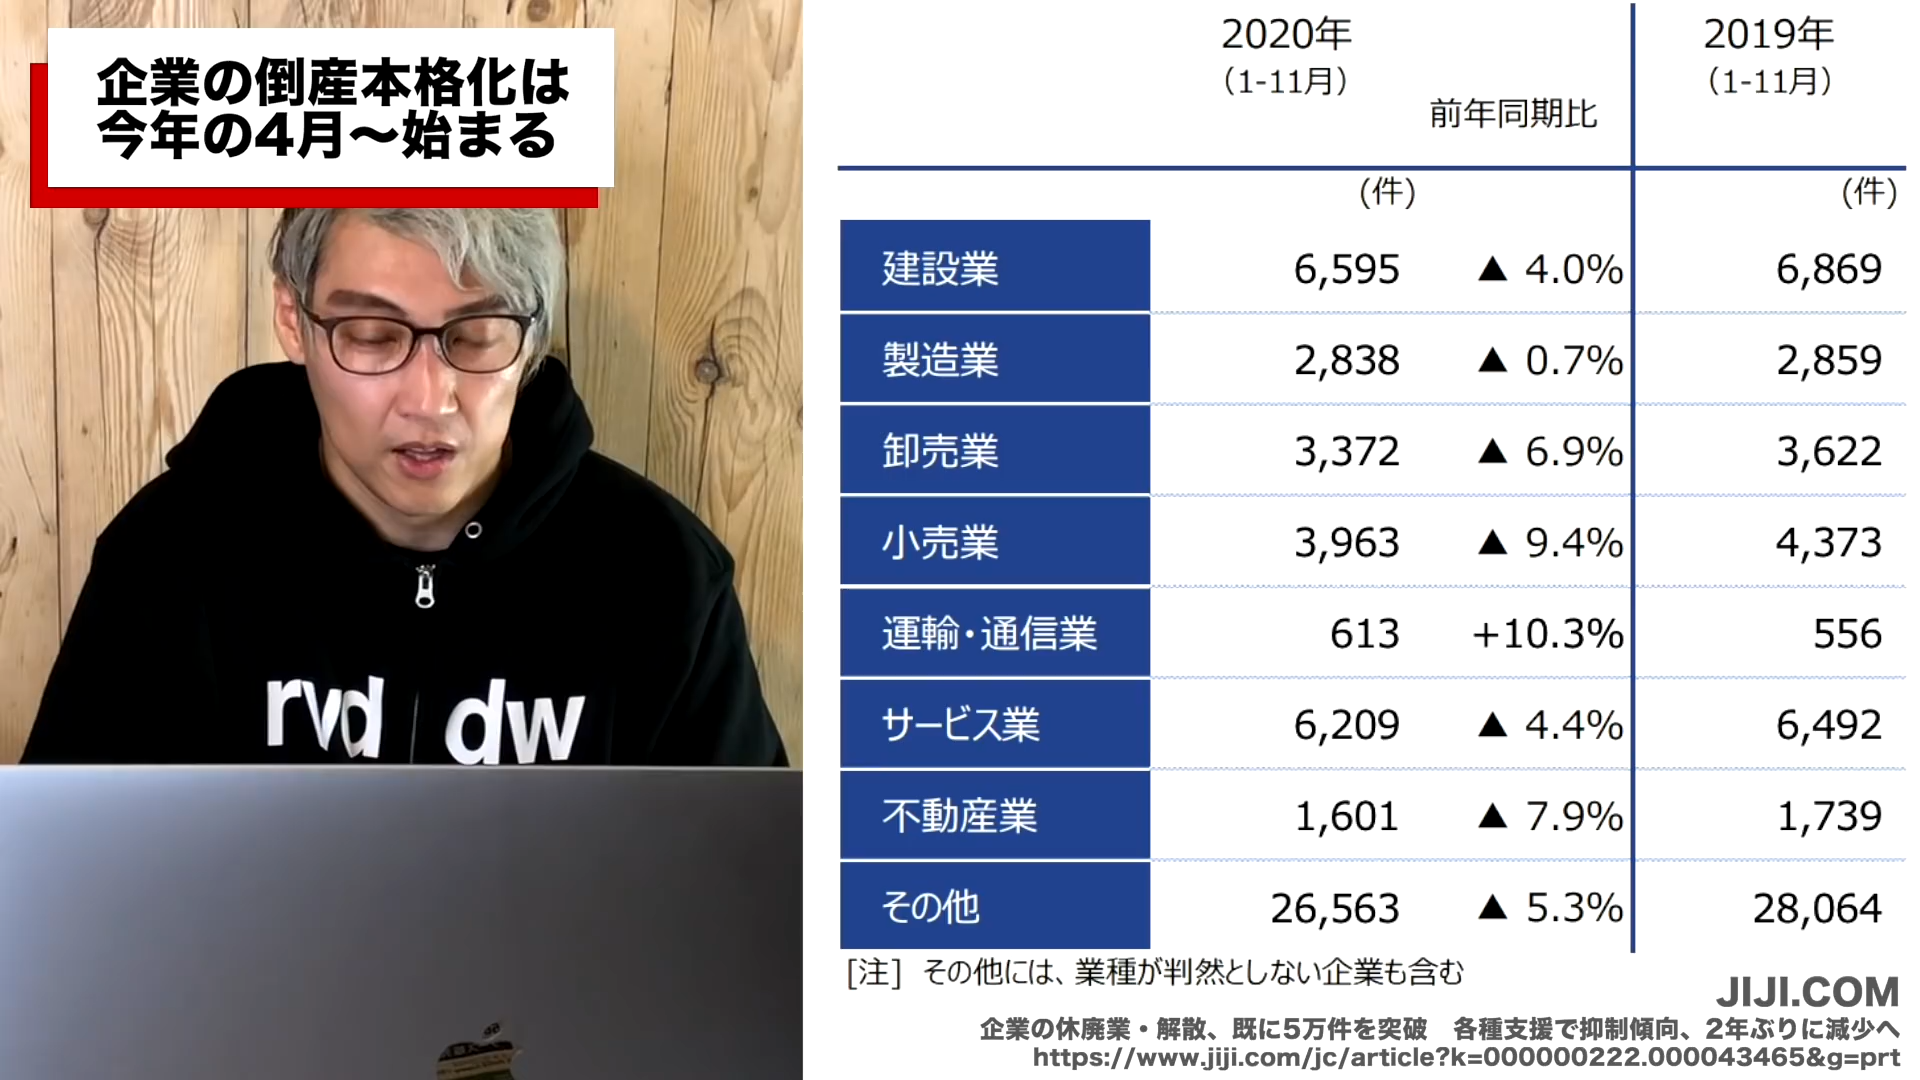 企業の倒産本格化は
今年の4月〜始まる
rvd dw
2020年 2019年
(1-11月) (1-11月)
前年同期比
(件) (件)
建設業 6,595 ▲ 4.0% 6,869
製造業 2,838 ▲ 0.7% 2,859
卸売業 3,372 ▲ 6.9% 3,622
小売業 3,963 ▲ 9.4% 4,373
運輸・通信業 613 +10.3% 556
サービス業 6,209 ▲ 4.4% 6,492
不動産業 1,601 ▲ 7.9% 1,739
その他 26,563 ▲ 5.3% 28,064
[注] その他には、業種が判然としない企業も含む
JIJI.COM
企業の休廃業・解散、既に5万件を突破 各種支援で抑制傾向、2年ぶりに減少へ
https://www.jiji.com/jc/article?k=000000222.000043465&g=prt